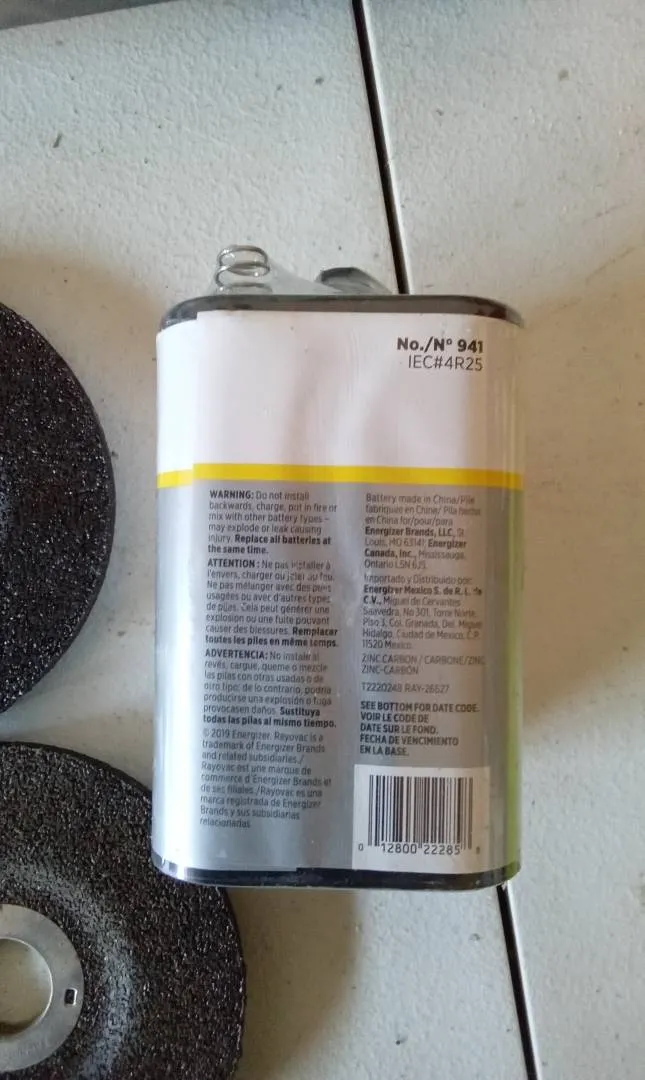 No./N° 941
IEC#4R25
WARNING: Do not install
backwards, charge, put in fire or
mix with other battery types –
may explode or leak causing
injury. Replace all batteries at
the same time.
ATTENTION : Ne pas installer à
l'envers, charger ou jeter au feu.
Ne pas mélanger avec des piles
usagées ou avec d'autres types
de piles. Cela peut générer une
explosion ou une fuite pouvant
causer des blessures. Remplacer
toutes les piles en même temps.
ADVERTENCIA: No instale al
revés, cargue, queme o mezcle
las pilas con otras usadas o de
otro tipo; de lo contrario, podría
producirse una explosión o fuga
provocasen daños. Sustituya
todas las pilas al mismo tiempo.
© 2019 Energizer. Rayovac is a
trademark of Energizer Brands
and related subsidiaries./
Rayovac est une marque de
commerce d'Energizer Brands et
de ses filiales./Rayovac es una
marca registrada de Energizer
Brands y sus subsidiarias
relacionadas
Battery made in China/Pile
fabriquée en Chine/ Pila hecha
en China for/pour/para
Energizer Brands, LLC, St.
Louis, MO 63141; Energizer
Canada, Inc., Mississauga,
Ontario L5N 6J5.
Importado y Distribuido por:
Energizer Mexico S. de R. L. de
C.V., Miguel de Cervantes
Saavedra, No 301, Torre Norte,
Piso 3, Col. Granada, Del. Miguel
Hidalgo, Ciudad de Mexico, C.P.
11520 Mexico.
ZINC CARBON / CARBONE/ZINC
ZINC-CARBÓN
T2220248 RAY-26527
SEE BOTTOM FOR DATE CODE.
VOIR LE CODE DE
DATE SUR LE FOND.
FECHA DE VENCIMIENTO
EN LA BASE.
0 12800 22285 8